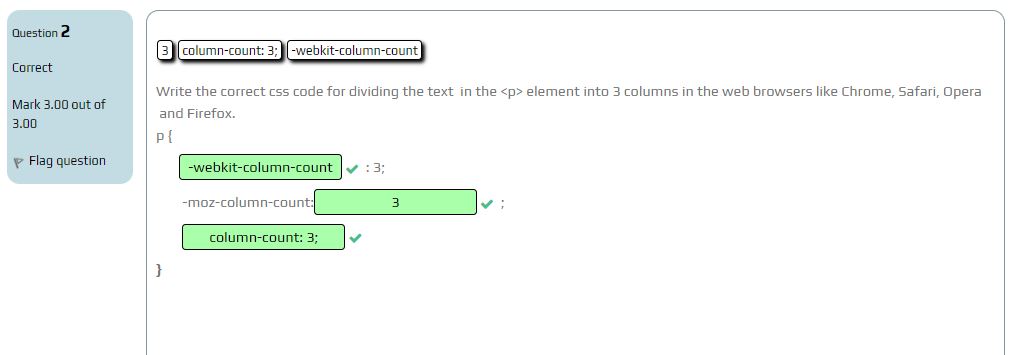 Question 2
Correct
Mark 3.00 out of
3.00
Flag question
3 column-count: 3; -webkit-column-count
Write the correct css code for dividing the text in the <p> element into 3 columns in the web browsers like Chrome, Safari, Opera
and Firefox.
p {
-webkit-column-count : 3;
-moz-column-count: 3 ;
column-count: 3;
}